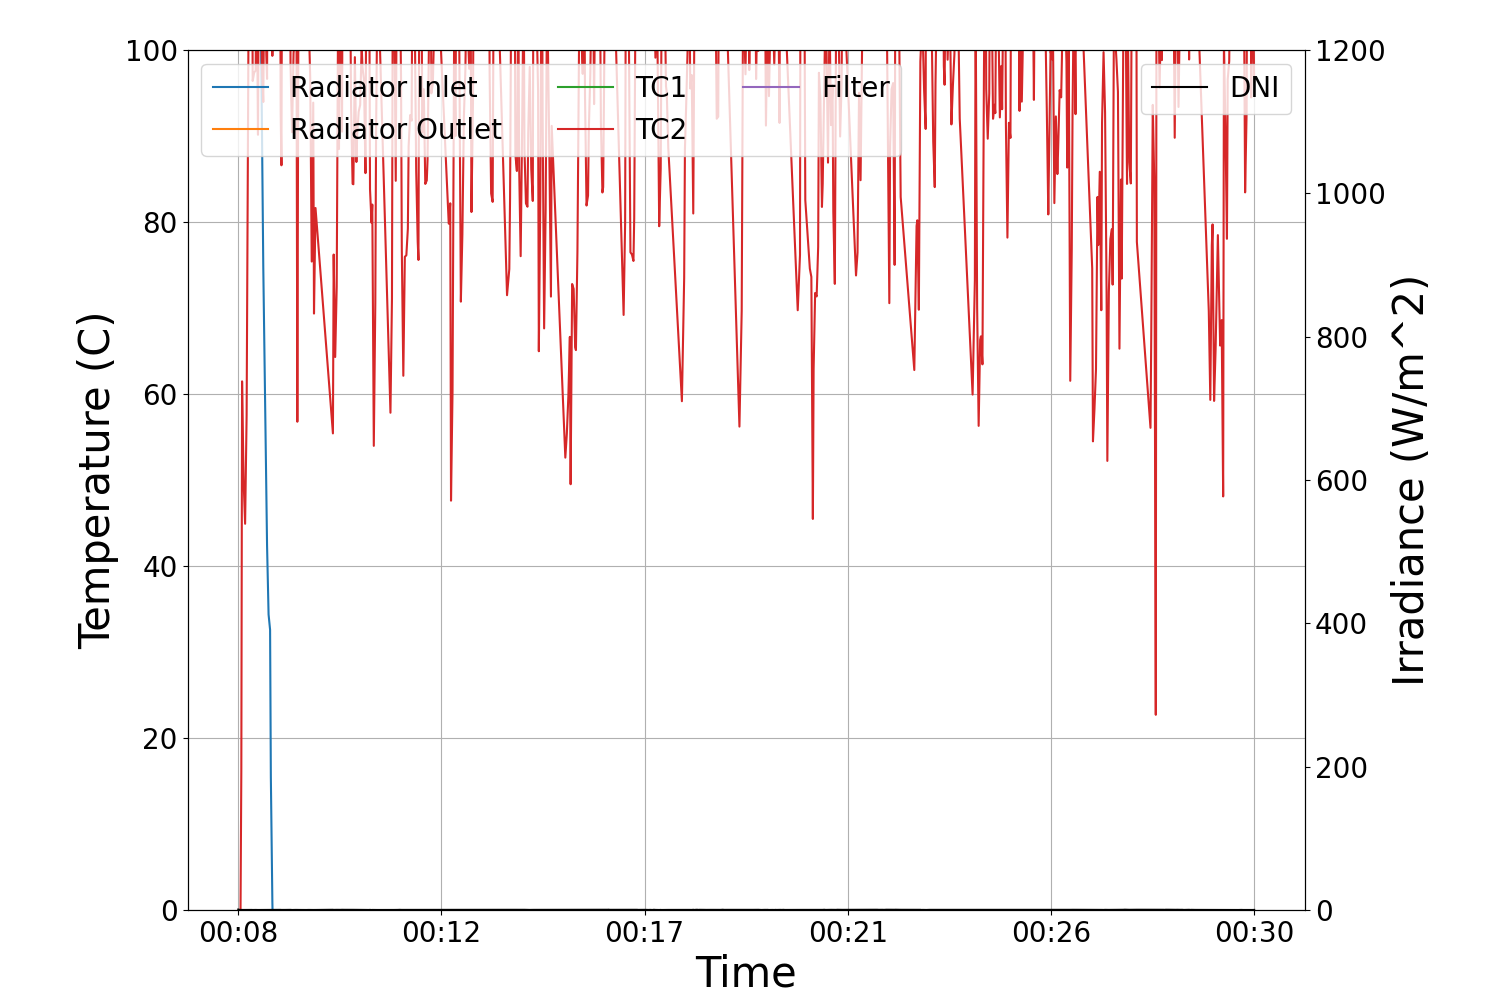 100
80
60
40
20
0
Temperature (C)
Radiator Inlet
Radiator Outlet
TC1
TC2
Filter
DNI
1200
1000
800
600
400
200
0
Irradiance (W/m^2)
00:08 00:12 00:17 00:21 00:26 00:30
Time